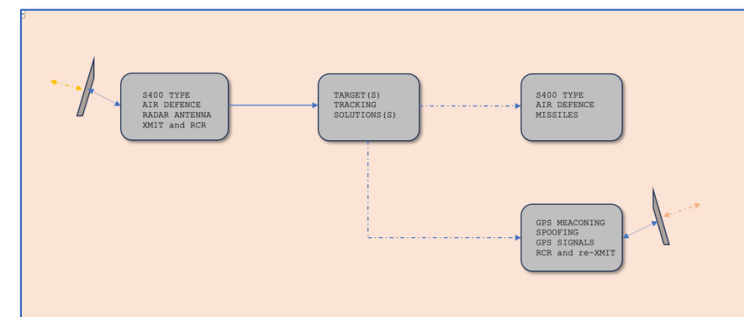 S400 TYPE
AIR DEFENCE
RADAR ANTENNA
XMIT and RCR
TARGET(S)
TRACKING
SOLUTIONS(S)
S400 TYPE
AIR DEFENCE
MISSILES
GPS MEACONING
SPOOFING
GPS SIGNALS
RCR and re-XMIT